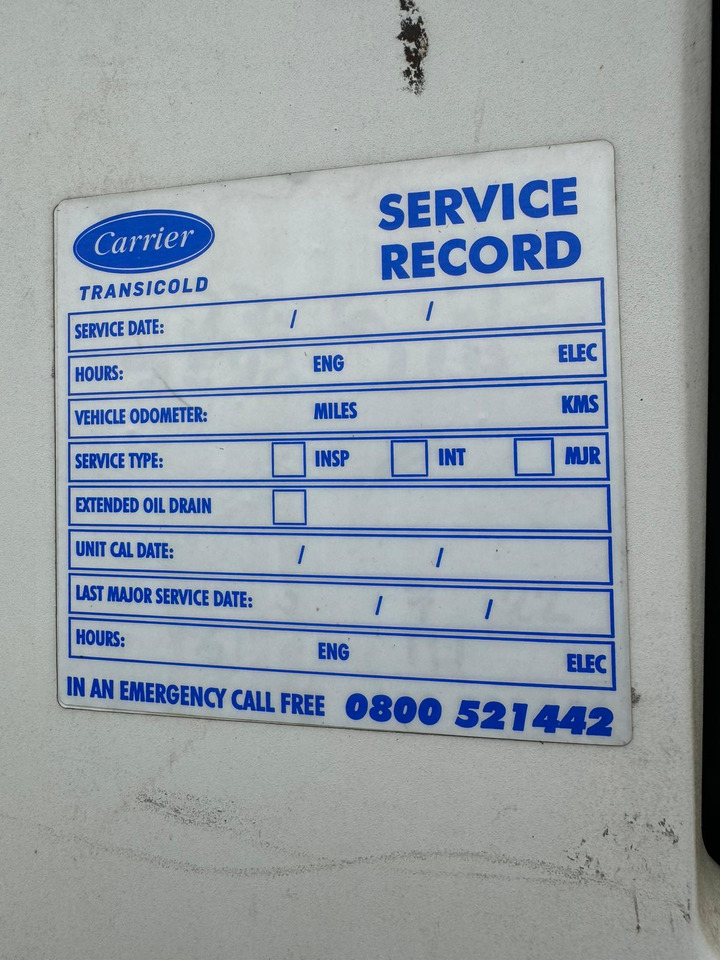 Carrier
TRANSICOLD
SERVICE
RECORD
SERVICE DATE: / /
HOURS: ENG ELEC
VEHICLE ODOMETER: MILES KMS
SERVICE TYPE: INSP INT MJR
EXTENDED OIL DRAIN
UNIT CAL DATE: / /
LAST MAJOR SERVICE DATE: / /
HOURS: ENG ELEC
IN AN EMERGENCY CALL FREE 0800 521442